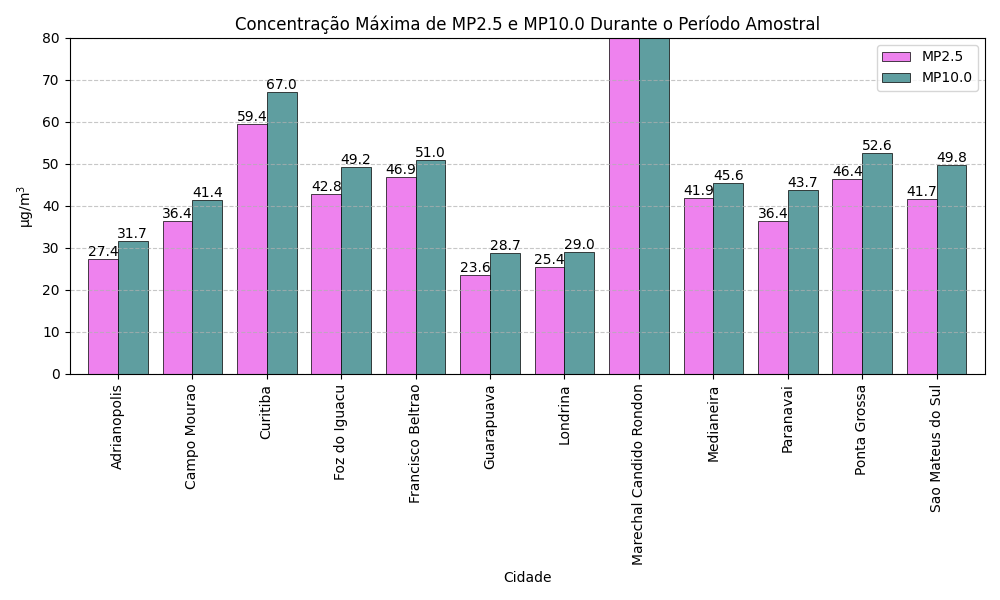 Concentração Máxima de MP2.5 e MP10.0 Durante o Período Amostral
MP2.5
MP10.0
µg/m³
80
70
60
50
40
30
20
10
0
27.4
31.7
36.4
41.4
59.4
67.0
42.8
49.2
46.9
51.0
23.6
28.7
25.4
29.0
41.9
45.6
36.4
43.7
46.4
52.6
41.7
49.8
Adrianopolis
Campo Mourao
Curitiba
Foz do Iguacu
Francisco Beltrao
Guarapuava
Londrina
Marechal Candido Rondon
Medianeira
Paranavai
Ponta Grossa
Sao Mateus do Sul
Cidade